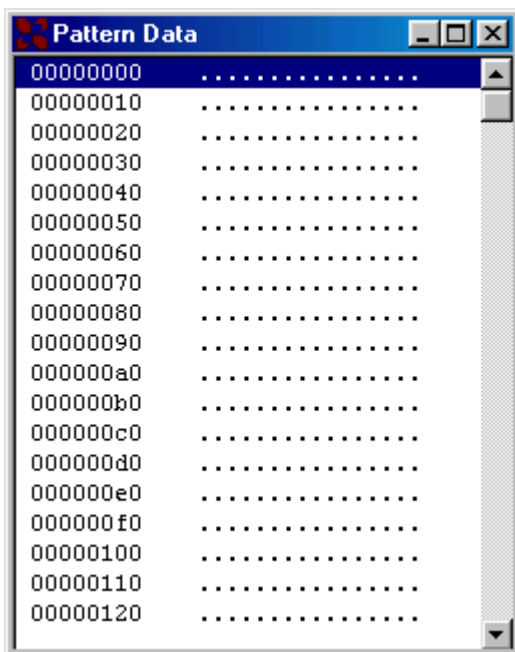 Pattern Data
00000000 ................
00000010 ................
00000020 ................
00000030 ................
00000040 ................
00000050 ................
00000060 ................
00000070 ................
00000080 ................
00000090 ................
000000a0 ................
000000b0 ................
000000c0 ................
000000d0 ................
000000e0 ................
000000f0 ................
00000100 ................
00000110 ................
00000120 ................